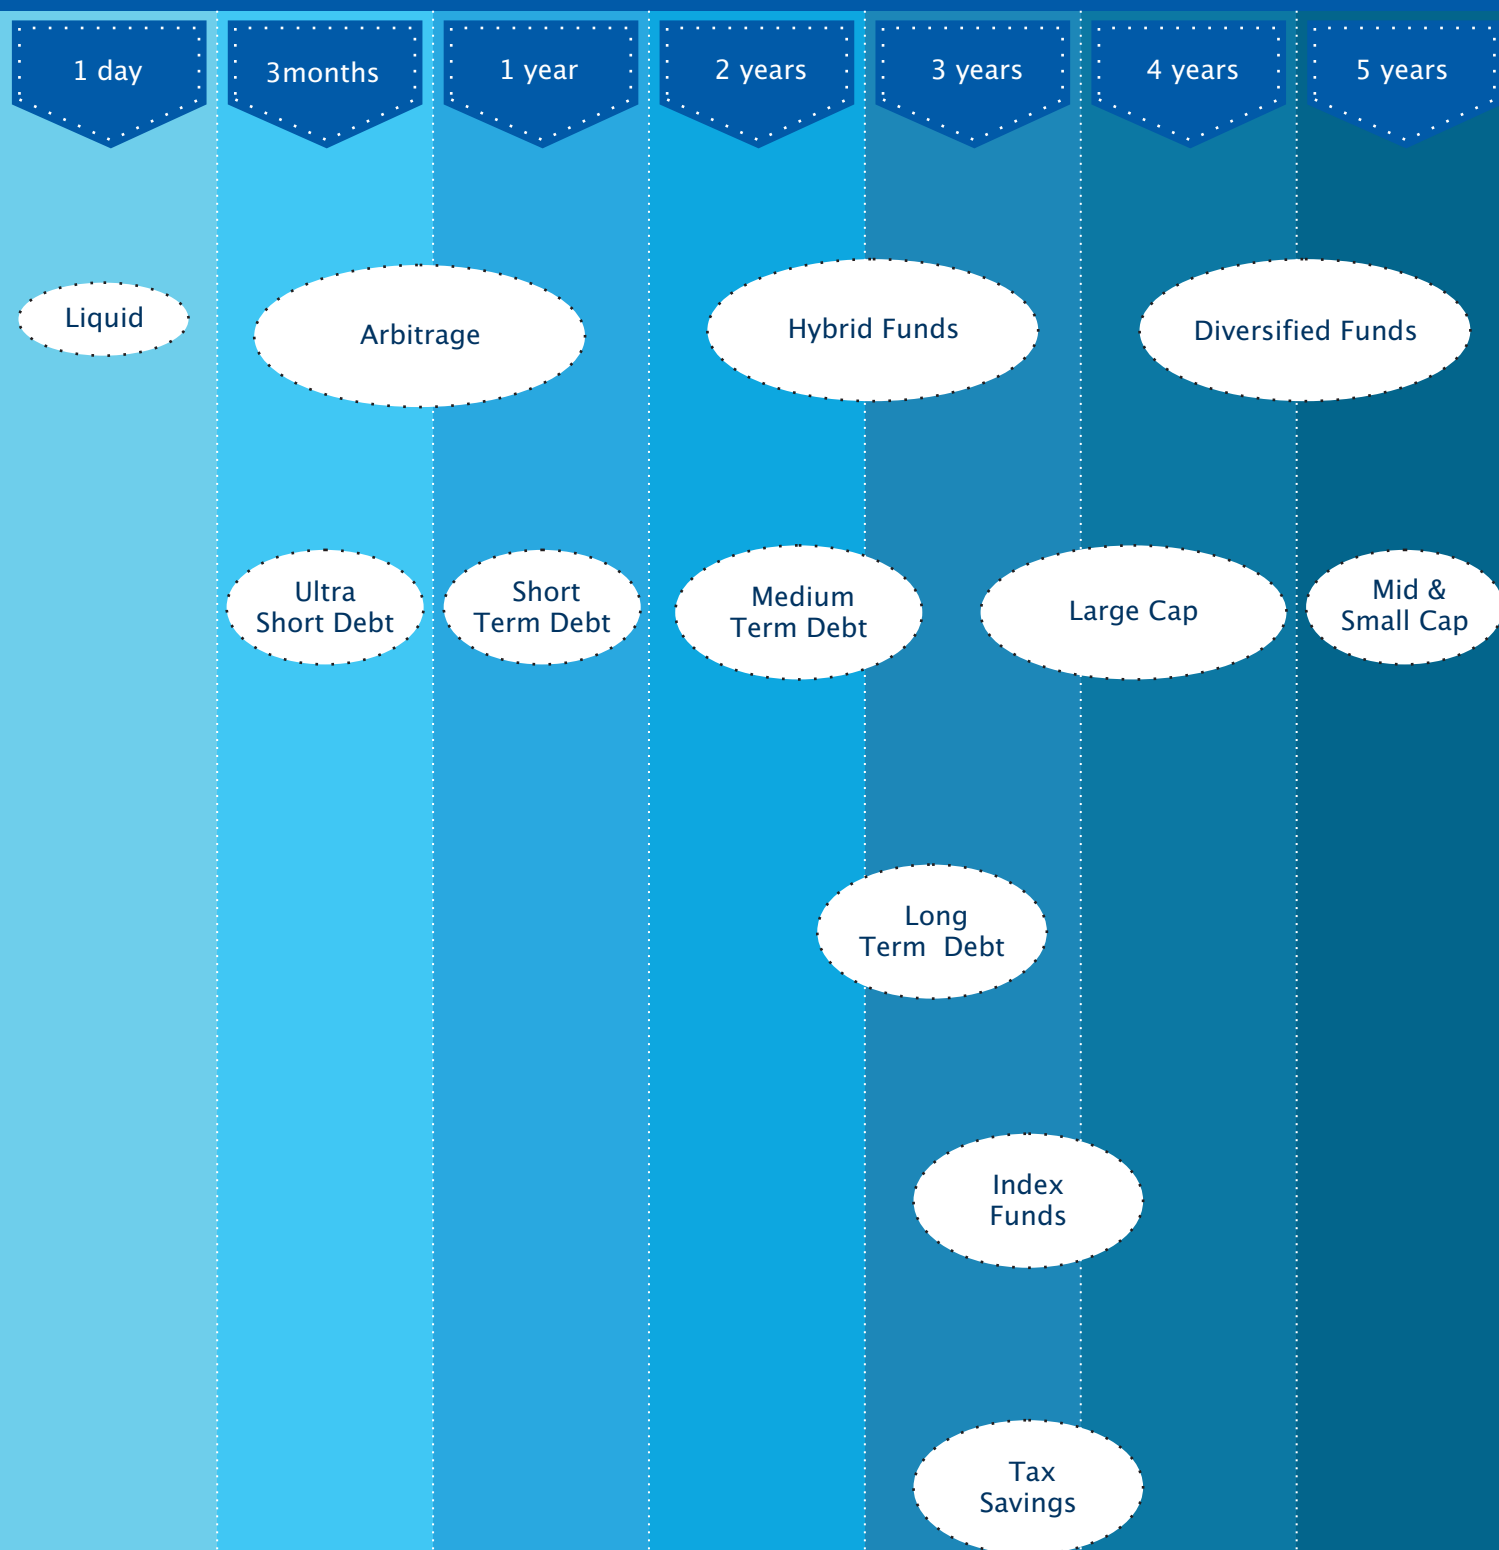 1 day
3months
1 year
2 years
3 years
4 years
5 years
Liquid
Arbitrage
Hybrid Funds
Diversified Funds
Ultra
Short Debt
Short
Term Debt
Medium
Term Debt
Large Cap
Mid &
Small Cap
Long
Term  Debt
Index
Funds
Tax
Savings